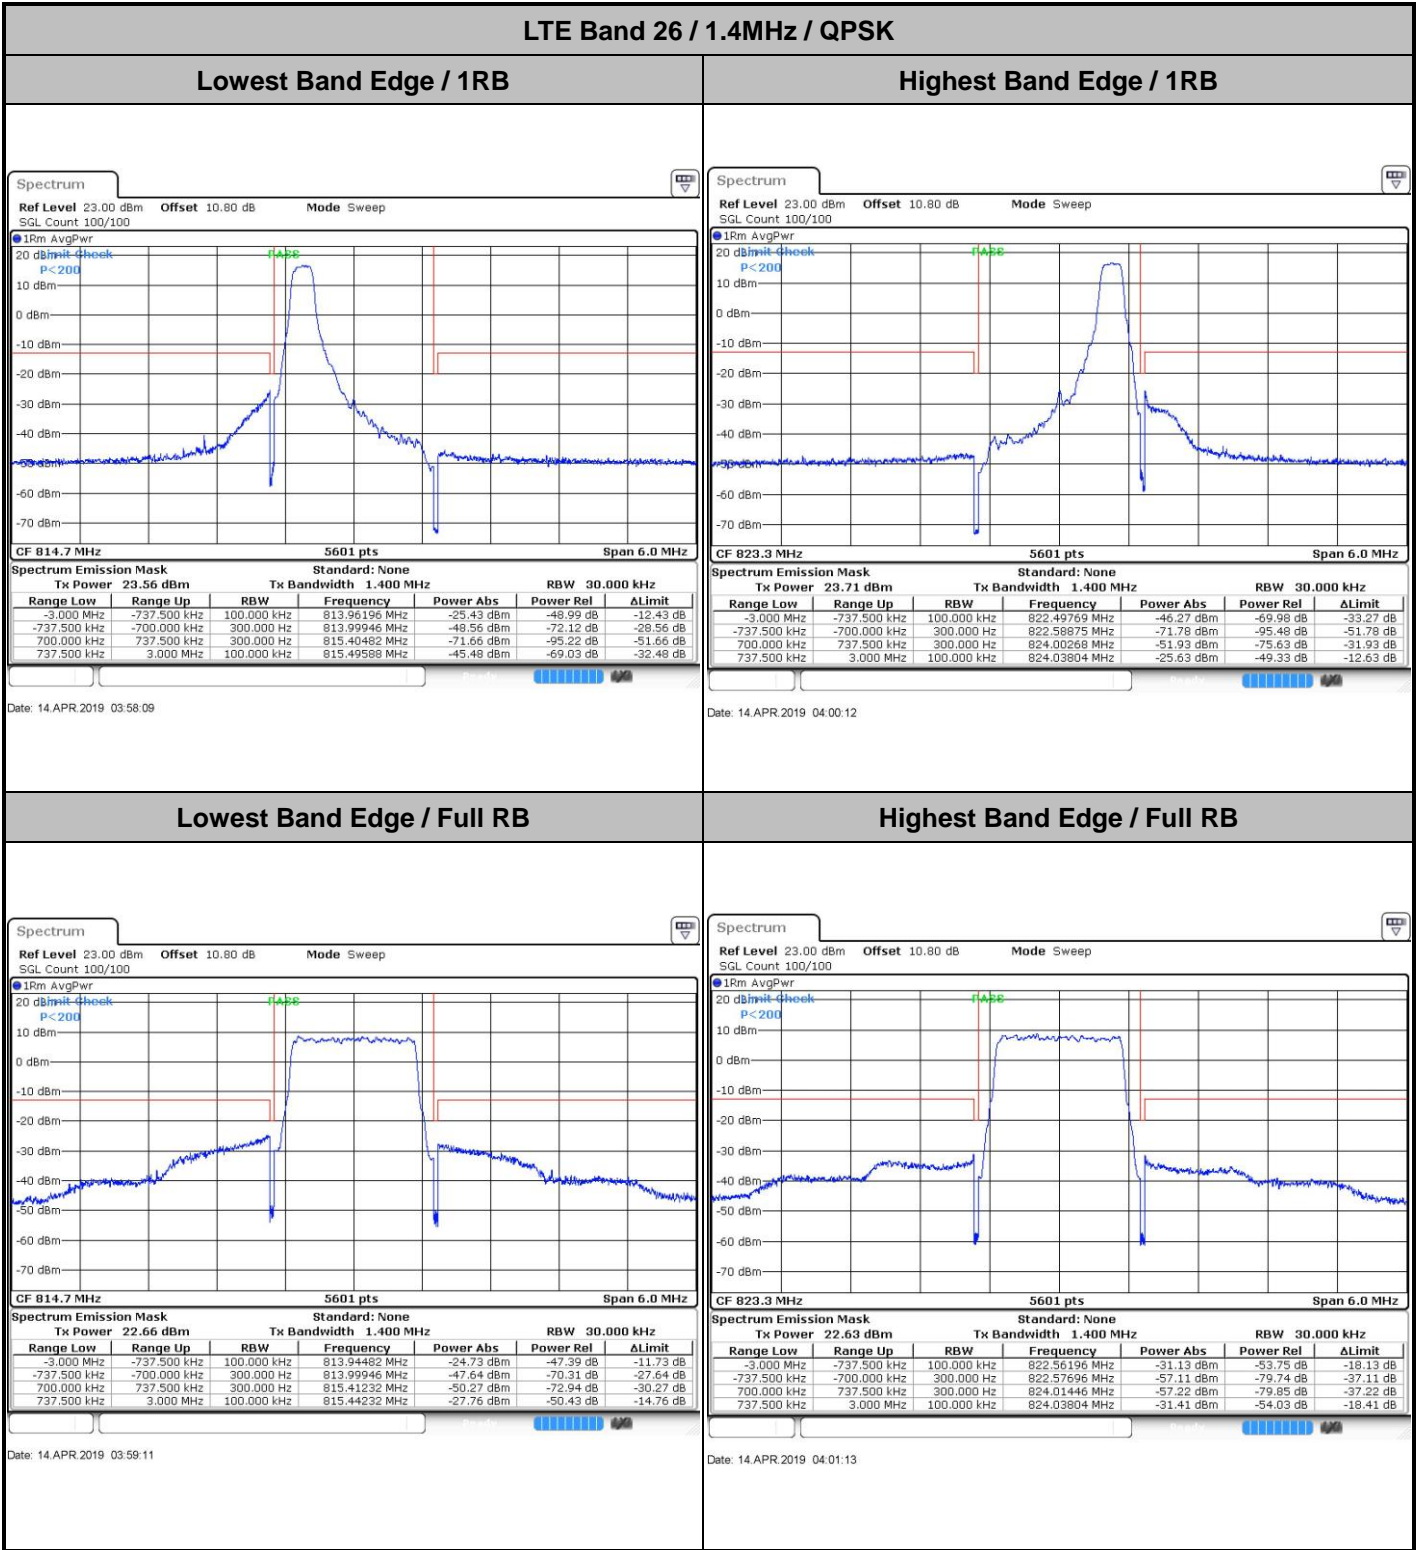 LTE Band 26 / 1.4MHz / QPSK
Lowest Band Edge / 1RB
Highest Band Edge / 1RB
Spectrum
Ref Level 23.00 dBm Offset 10.80 dB Mode Sweep
SGL Count 100/100
1Rm AvgPwr
20 dBm Limit Check PASS
P<200
10 dBm
0 dBm
-10 dBm
-20 dBm
-30 dBm
-40 dBm
-50 dBm
-60 dBm
-70 dBm
CF 814.7 MHz 5601 pts Span 6.0 MHz
Spectrum Emission Mask Standard: None
Tx Power 23.56 dBm Tx Bandwidth 1.400 MHz RBW 30.000 kHz
Range Low Range Up RBW Frequency Power Abs Power Rel ΔLimit
-3.000 MHz -737.500 kHz 100.000 kHz 813.96196 MHz -25.43 dBm -48.99 dB -12.43 dB
-737.500 kHz -700.000 kHz 300.000 Hz 813.99946 MHz -48.56 dBm -72.12 dB -28.56 dB
700.000 kHz 737.500 kHz 300.000 Hz 815.40482 MHz -71.66 dBm -95.22 dB -51.66 dB
737.500 kHz 3.000 MHz 100.000 kHz 815.49588 MHz -45.48 dBm -69.03 dB -32.48 dB
Date: 14.APR.2019 03:58:09
Spectrum
Ref Level 23.00 dBm Offset 10.80 dB Mode Sweep
SGL Count 100/100
1Rm AvgPwr
20 dBm Limit Check PASS
P<200
10 dBm
0 dBm
-10 dBm
-20 dBm
-30 dBm
-40 dBm
-50 dBm
-60 dBm
-70 dBm
CF 823.3 MHz 5601 pts Span 6.0 MHz
Spectrum Emission Mask Standard: None
Tx Power 23.71 dBm Tx Bandwidth 1.400 MHz RBW 30.000 kHz
Range Low Range Up RBW Frequency Power Abs Power Rel ΔLimit
-3.000 MHz -737.500 kHz 100.000 kHz 822.49769 MHz -46.27 dBm -69.98 dB -33.27 dB
-737.500 kHz -700.000 kHz 300.000 Hz 822.58875 MHz -71.78 dBm -95.48 dB -51.78 dB
700.000 kHz 737.500 kHz 300.000 Hz 824.00268 MHz -51.93 dBm -75.63 dB -31.93 dB
737.500 kHz 3.000 MHz 100.000 kHz 824.03804 MHz -25.63 dBm -49.33 dB -12.63 dB
Date: 14.APR.2019 04:00:12
Lowest Band Edge / Full RB
Highest Band Edge / Full RB
Spectrum
Ref Level 23.00 dBm Offset 10.80 dB Mode Sweep
SGL Count 100/100
1Rm AvgPwr
20 dBm Limit Check PASS
P<200
10 dBm
0 dBm
-10 dBm
-20 dBm
-30 dBm
-40 dBm
-50 dBm
-60 dBm
-70 dBm
CF 814.7 MHz 5601 pts Span 6.0 MHz
Spectrum Emission Mask Standard: None
Tx Power 22.66 dBm Tx Bandwidth 1.400 MHz RBW 30.000 kHz
Range Low Range Up RBW Frequency Power Abs Power Rel ΔLimit
-3.000 MHz -737.500 kHz 100.000 kHz 813.94482 MHz -24.73 dBm -47.39 dB -11.73 dB
-737.500 kHz -700.000 kHz 300.000 Hz 813.99946 MHz -47.64 dBm -70.31 dB -27.64 dB
700.000 kHz 737.500 kHz 300.000 Hz 815.41232 MHz -50.27 dBm -72.94 dB -30.27 dB
737.500 kHz 3.000 MHz 100.000 kHz 815.44232 MHz -27.76 dBm -50.43 dB -14.76 dB
Date: 14.APR.2019 03:59:11
Spectrum
Ref Level 23.00 dBm Offset 10.80 dB Mode Sweep
SGL Count 100/100
1Rm AvgPwr
20 dBm Limit Check PASS
P<200
10 dBm
0 dBm
-10 dBm
-20 dBm
-30 dBm
-40 dBm
-50 dBm
-60 dBm
-70 dBm
CF 823.3 MHz 5601 pts Span 6.0 MHz
Spectrum Emission Mask Standard: None
Tx Power 22.63 dBm Tx Bandwidth 1.400 MHz RBW 30.000 kHz
Range Low Range Up RBW Frequency Power Abs Power Rel ΔLimit
-3.000 MHz -737.500 kHz 100.000 kHz 822.56196 MHz -31.13 dBm -53.75 dB -18.13 dB
-737.500 kHz -700.000 kHz 300.000 Hz 822.57696 MHz -57.11 dBm -79.74 dB -37.11 dB
700.000 kHz 737.500 kHz 300.000 Hz 824.01446 MHz -57.22 dBm -79.85 dB -37.22 dB
737.500 kHz 3.000 MHz 100.000 kHz 824.03804 MHz -31.41 dBm -54.03 dB -18.41 dB
Date: 14.APR.2019 04:01:13